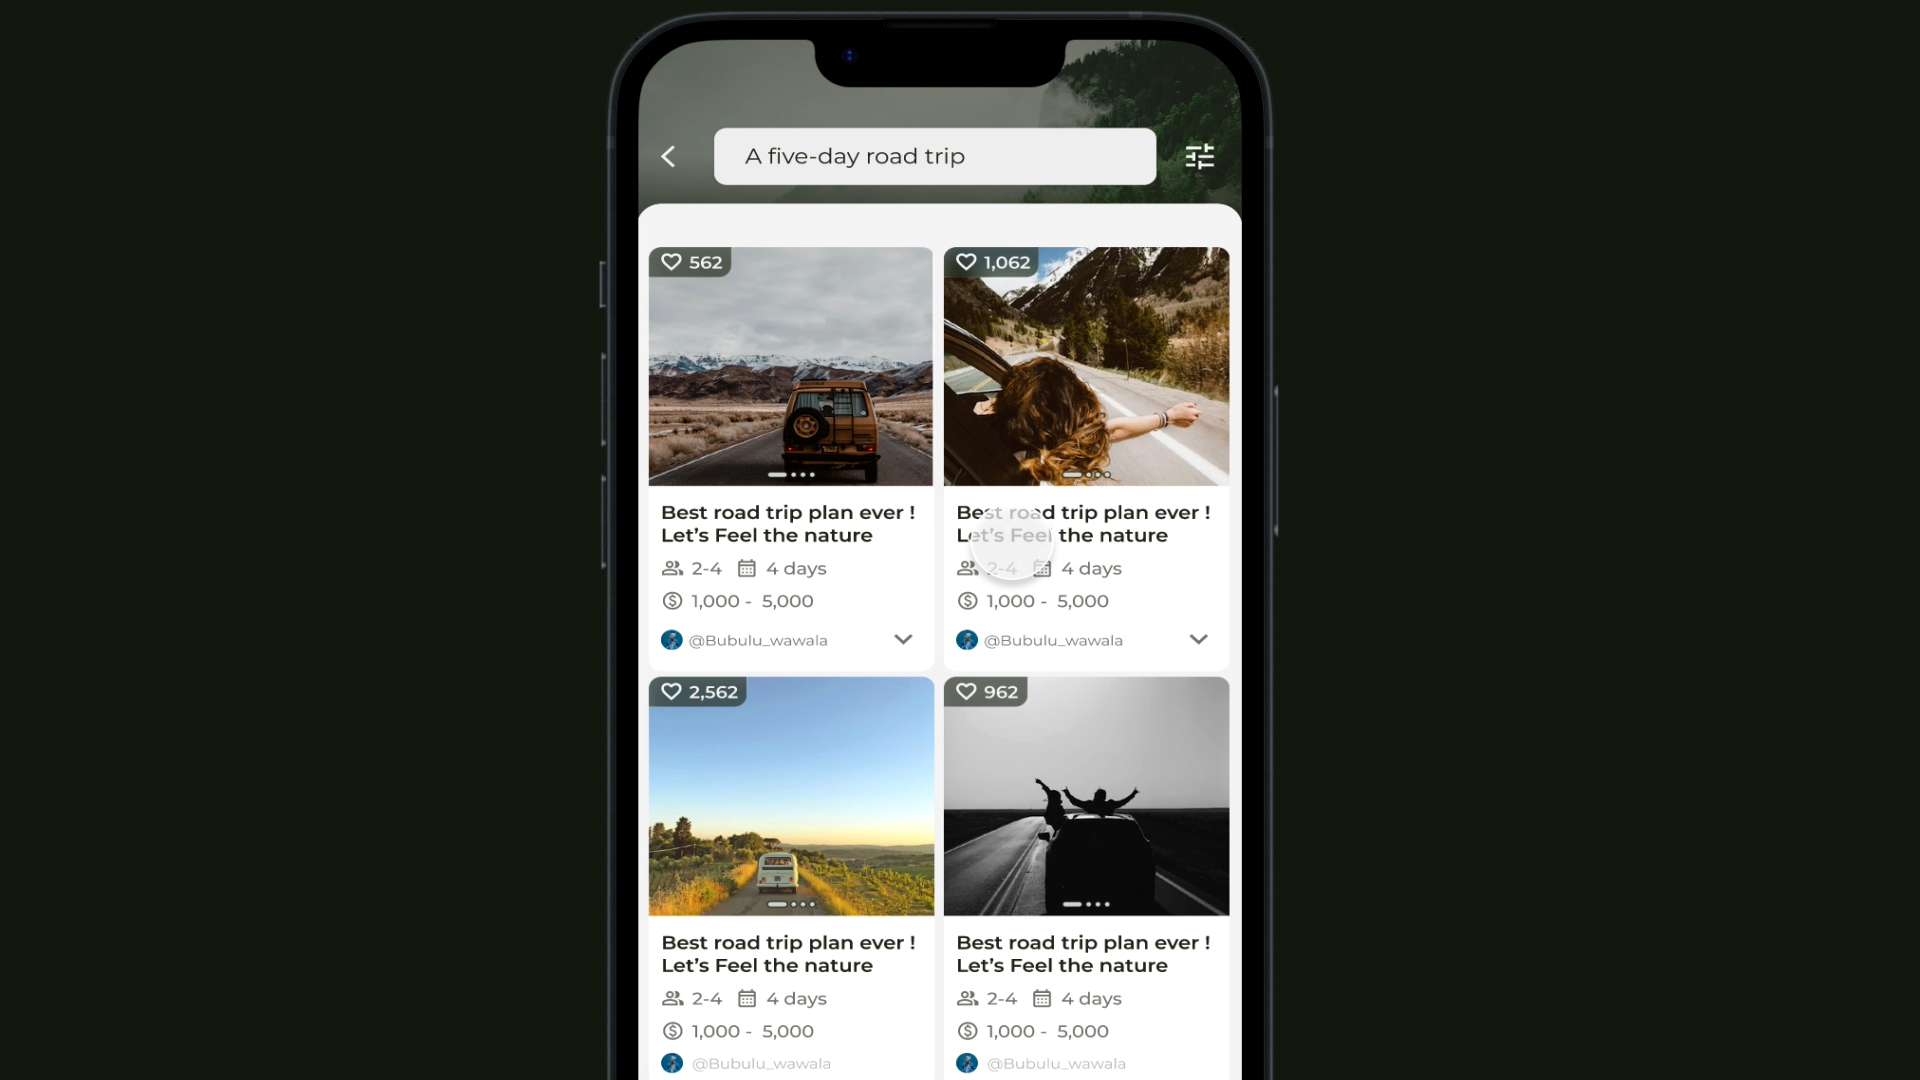 A five-day road trip
562
1,062
Best road trip plan ever !
Let’s Feel the nature
2-4 4 days
1,000 - 5,000
@Bubulu_wawala
Best road trip plan ever !
Let’s Feel the nature
2-4 4 days
1,000 - 5,000
@Bubulu_wawala
2,562
962
Best road trip plan ever !
Let’s Feel the nature
2-4 4 days
1,000 - 5,000
@Bubulu_wawala
Best road trip plan ever !
Let’s Feel the nature
2-4 4 days
1,000 - 5,000
@Bubulu_wawala